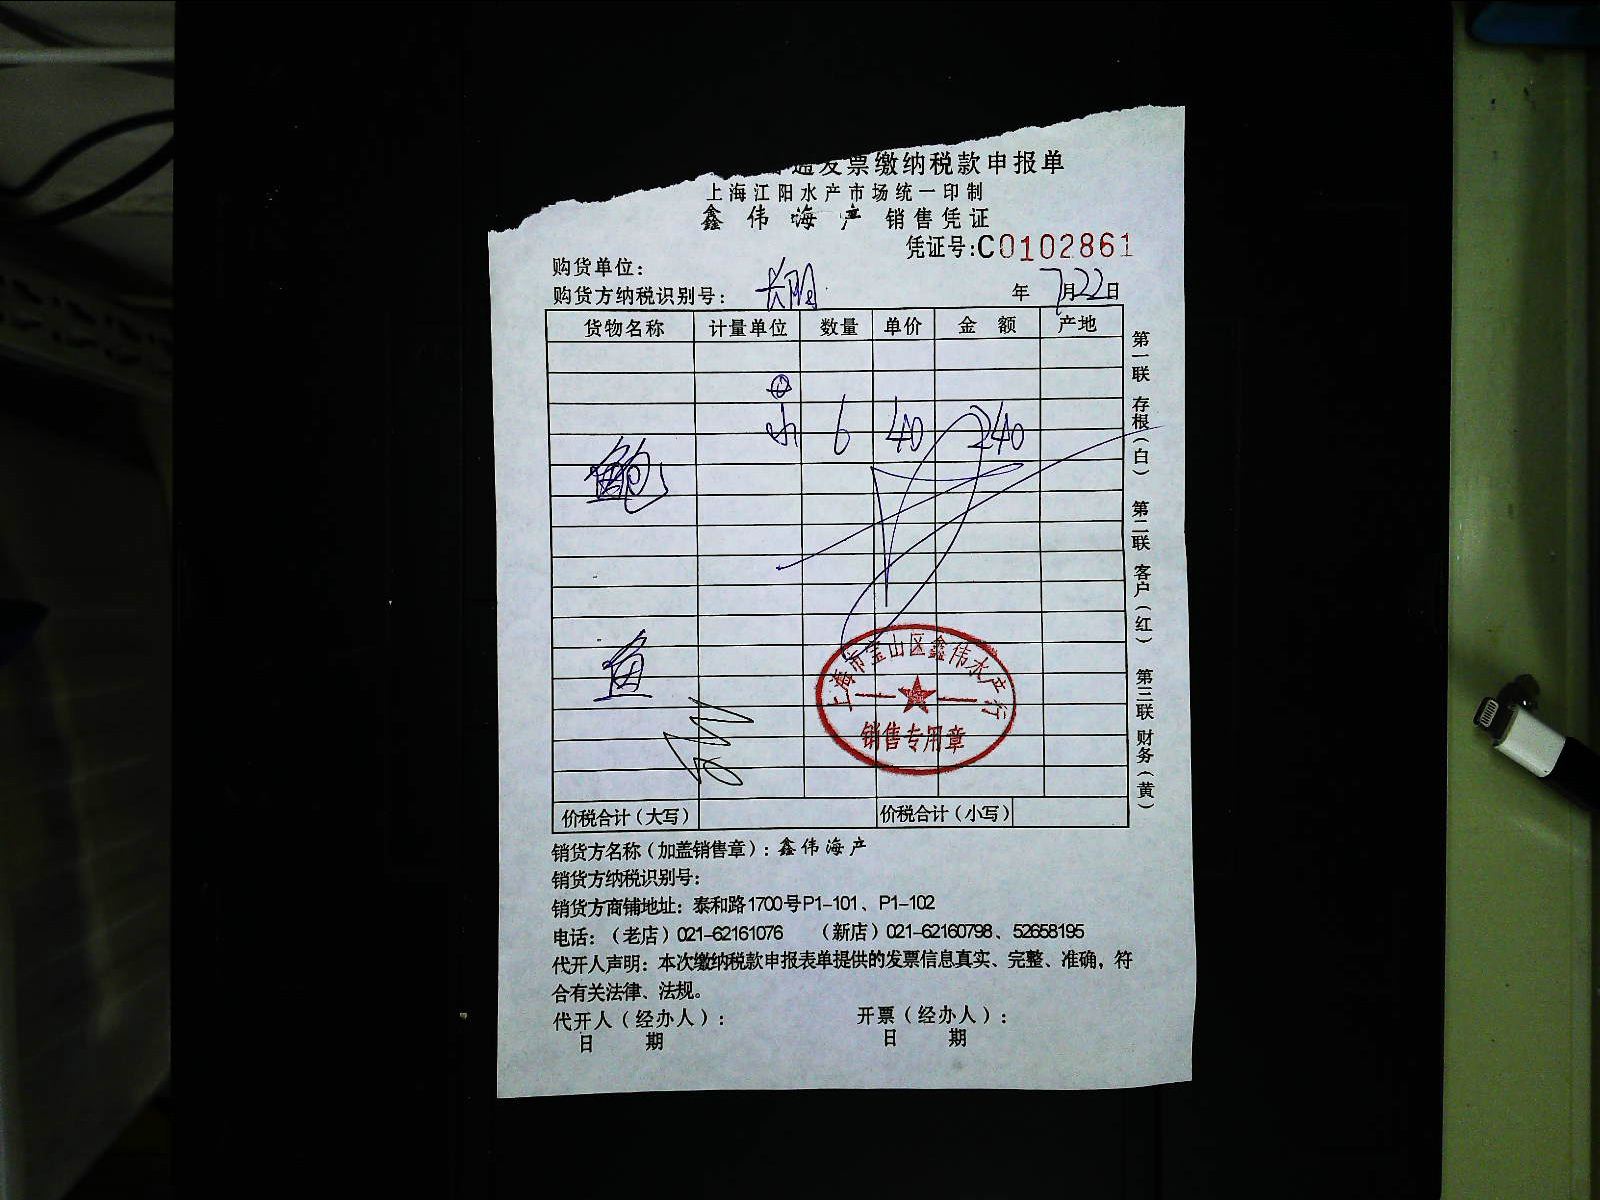 发票缴纳税款申报单
上海江阳水产市场统一印制
鑫伟海产 销售凭证
凭证号:C0102861
购货单位:
购货方纳税识别号:
年 7月22日
货物名称 计量单位 数量 单价 金 额 产地
6 40 240
鲍
鱼
上海市宝山区鑫伟水产行
销售专用章
价税合计(大写) 价税合计(小写)
第一联 存根(白) 第二联 客户(红) 第三联 财务(黄)
销货方名称(加盖销售章): 鑫伟海产
销货方纳税识别号:
销货方商铺地址: 泰和路1700号P1-101、P1-102
电话:(老店)021-62161076 (新店)021-62160798、52658195
代开人声明: 本次缴纳税款申报表单提供的发票信息真实、完整、准确，符
合有关法律、法规。
代开人(经办人): 开票(经办人):
日 期 日 期